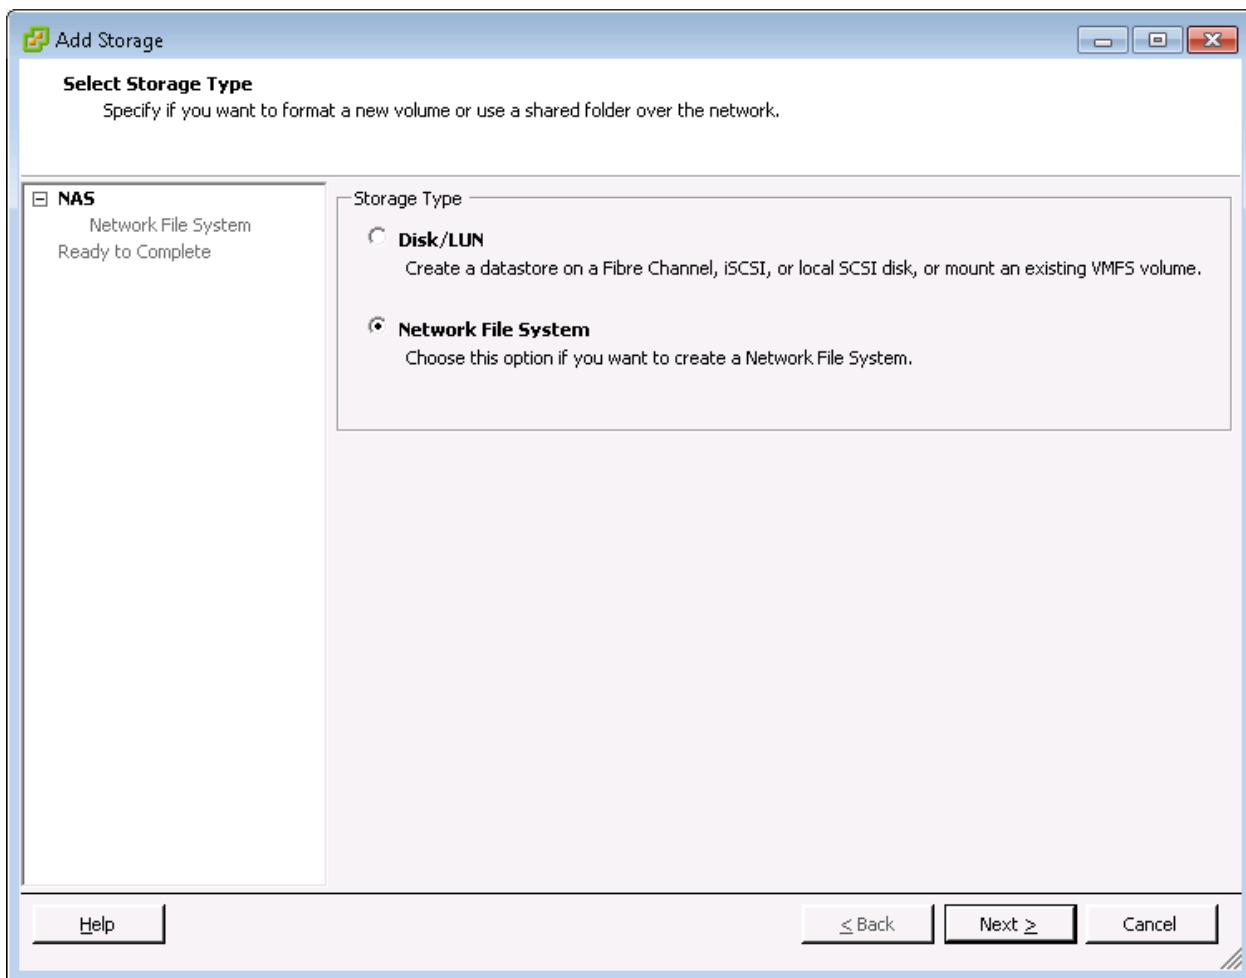 Add Storage
Select Storage Type
Specify if you want to format a new volume or use a shared folder over the network.
NAS
Network File System
Ready to Complete
Storage Type
Disk/LUN
Create a datastore on a Fibre Channel, iSCSI, or local SCSI disk, or mount an existing VMFS volume.
Network File System
Choose this option if you want to create a Network File System.
Help
≤ Back
Next ≥
Cancel